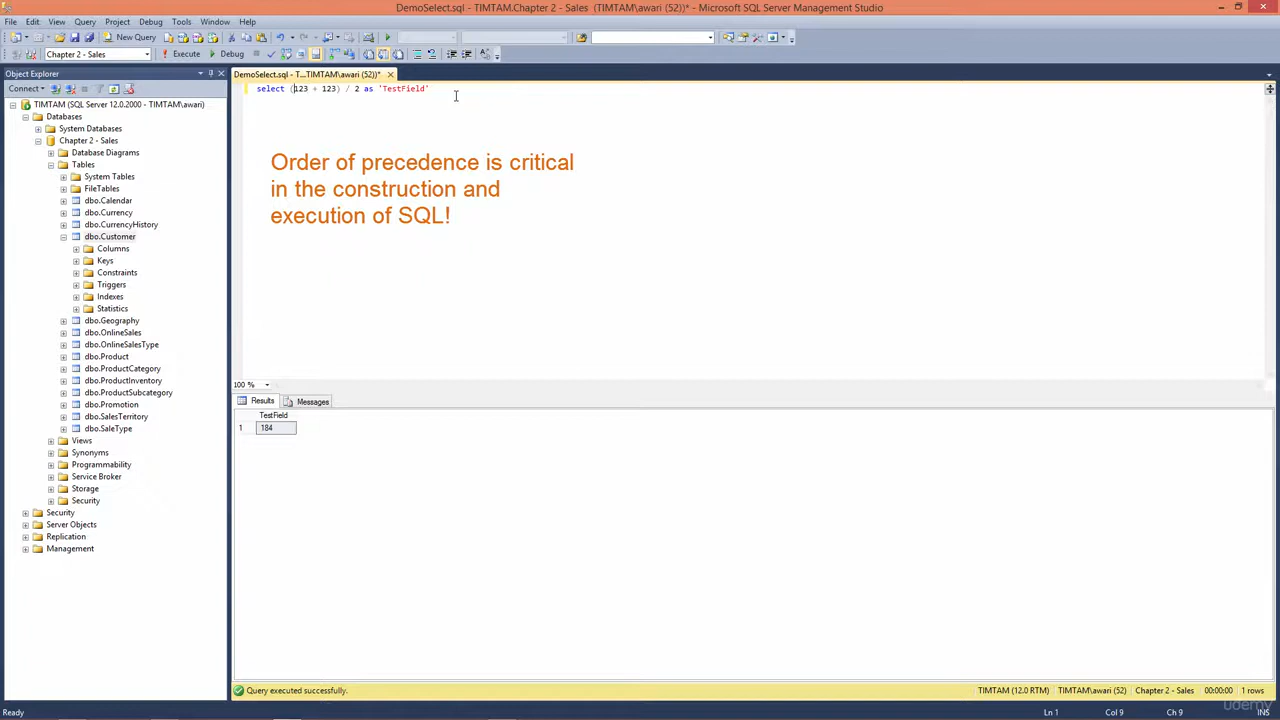 DemoSelect.sql - TIMTAM.Chapter 2 - Sales (TIMTAM\awari (52))* - Microsoft SQL Server Management Studio
File Edit View Query Project Debug Tools Window Help
New Query
Chapter 2 - Sales Execute Debug
Object Explorer
DemoSelect.sql - T...TIMTAM\awari (52))*
Connect
TIMTAM (SQL Server 12.0.2000 - TIMTAM\awari)
Databases
System Databases
Chapter 2 - Sales
Database Diagrams
Tables
System Tables
FileTables
dbo.Calendar
dbo.Currency
dbo.CurrencyHistory
dbo.Customer
Columns
Keys
Constraints
Triggers
Indexes
Statistics
dbo.Geography
dbo.OnlineSales
dbo.OnlineSalesType
dbo.Product
dbo.ProductCategory
dbo.ProductInventory
dbo.ProductSubcategory
dbo.Promotion
dbo.SalesTerritory
dbo.SaleType
Views
Synonyms
Programmability
Service Broker
Storage
Security
Security
Server Objects
Replication
Management
select (123 + 123) / 2 as 'TestField'
Order of precedence is critical
in the construction and
execution of SQL!
100 %
Results Messages
TestField
1 184
Query executed successfully. TIMTAM (12.0 RTM) TIMTAM\awari (52) Chapter 2 - Sales 00:00:00 1 rows
Ready Ln 1 Col 9 Ch 9 INS
udemy